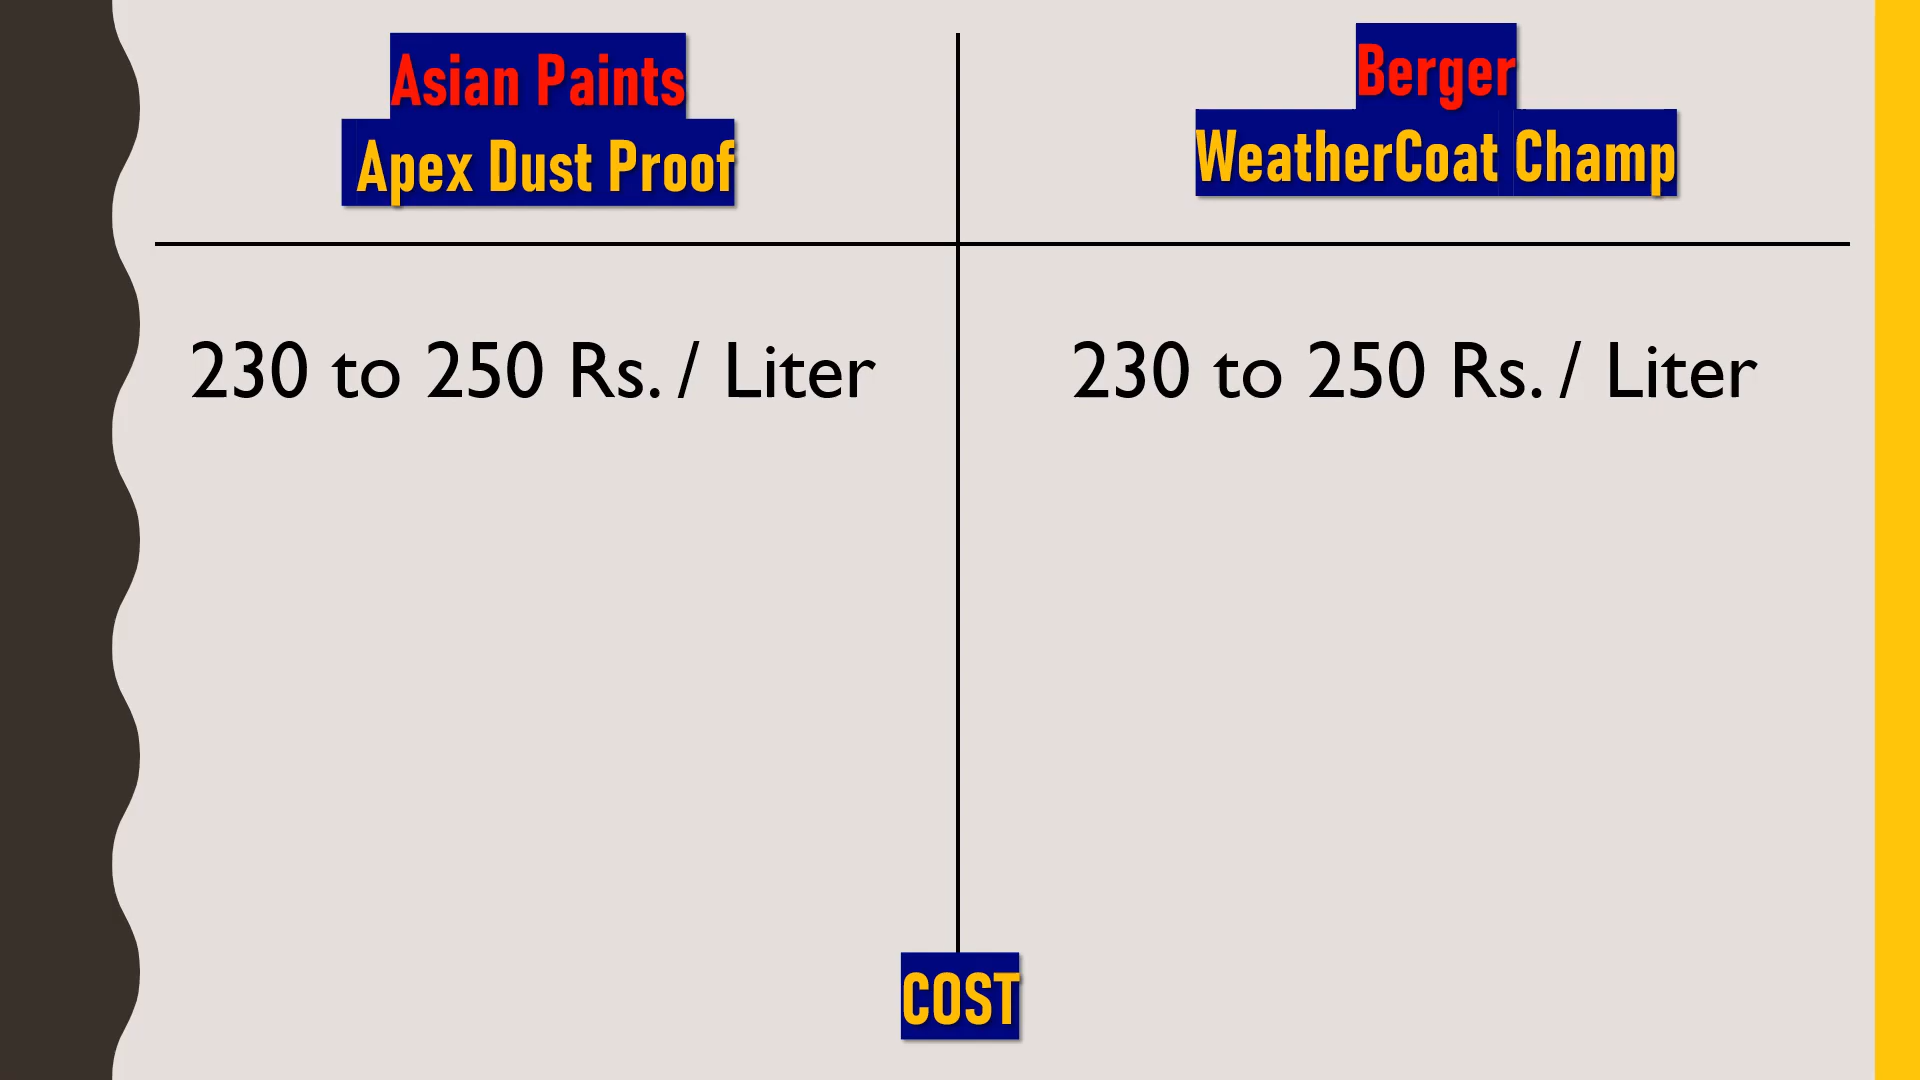 Asian Paints
Apex Dust Proof
Berger
WeatherCoat Champ
230 to 250 Rs. / Liter
230 to 250 Rs. / Liter
COST